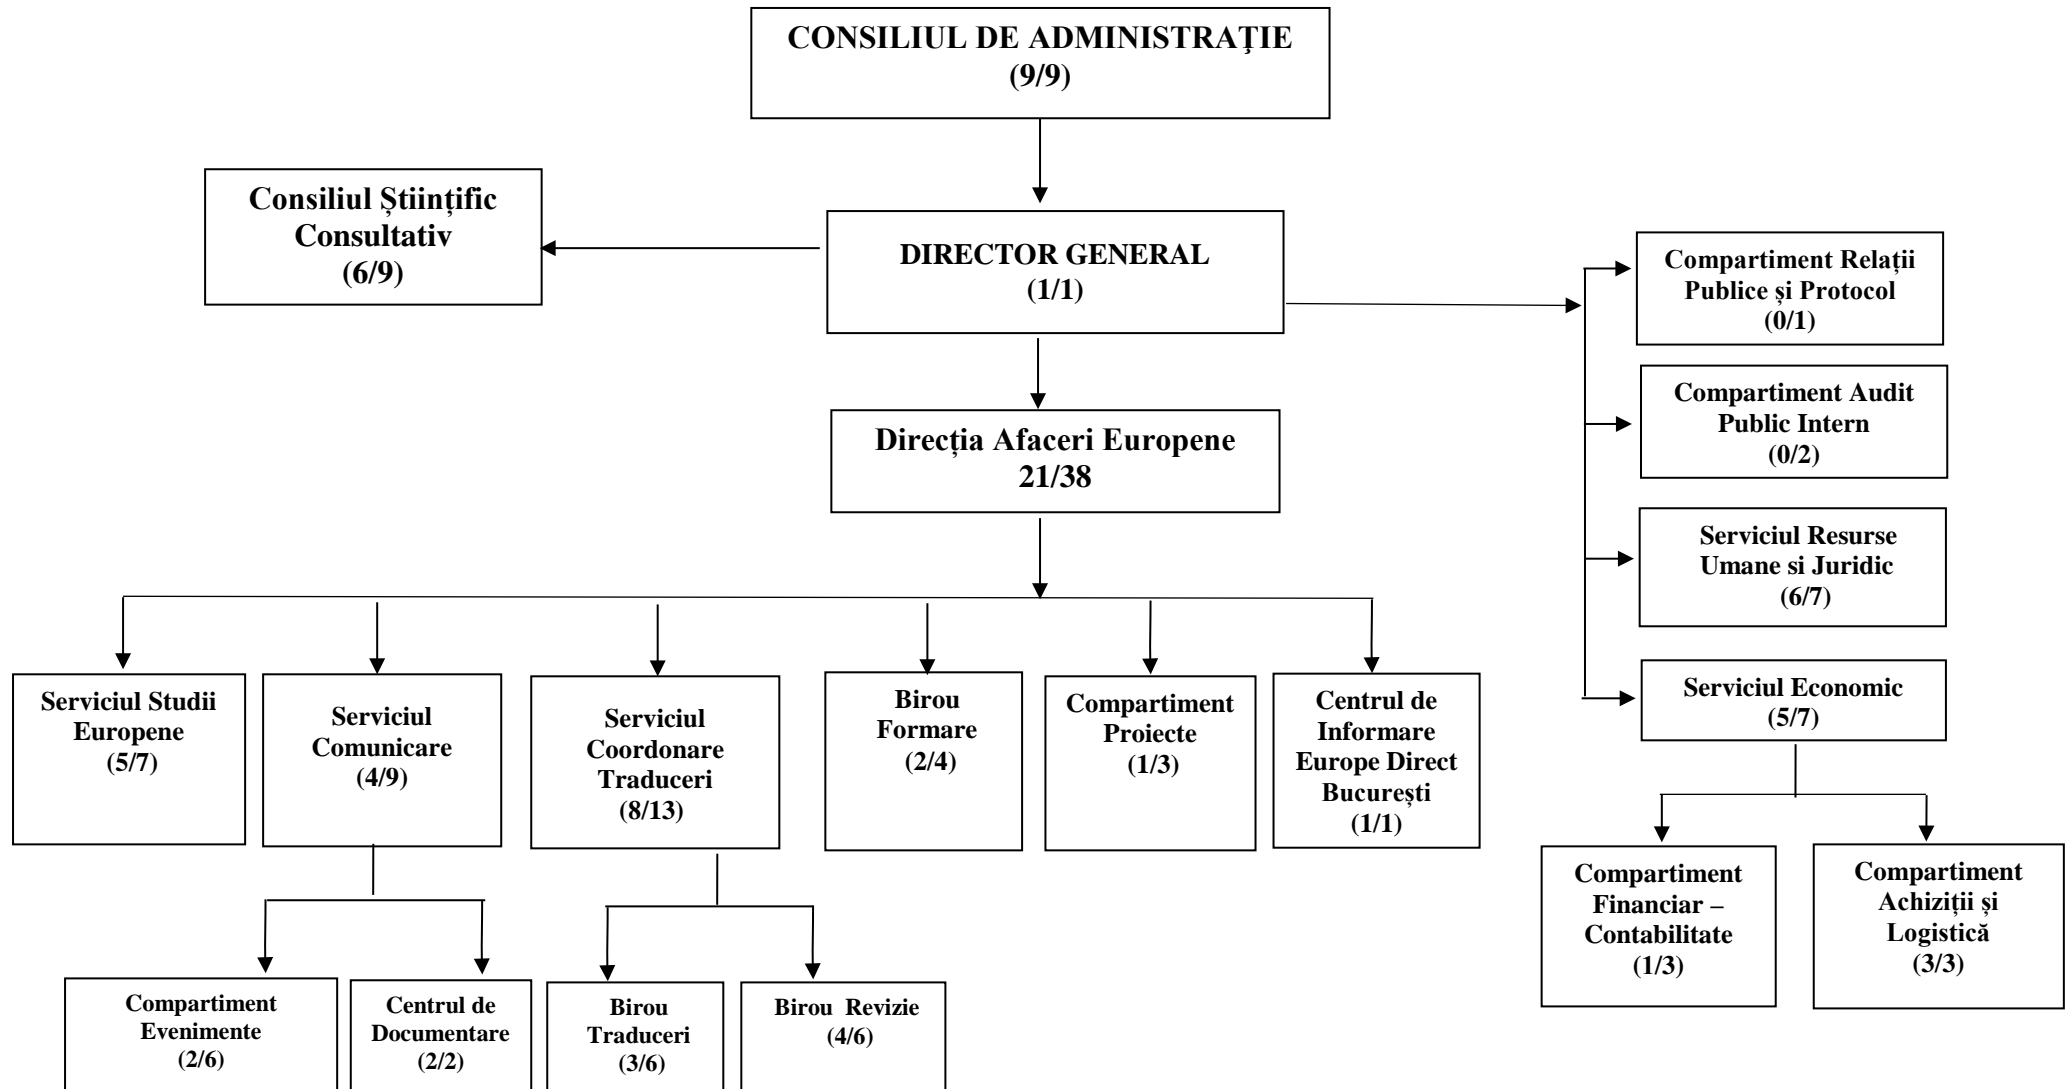 CONSILIUL DE ADMINISTRAŢIE
(9/9)
Consiliul Științific
Consultativ
(6/9)
DIRECTOR GENERAL
(1/1)
Compartiment Relații
Publice și Protocol
(0/1)
Compartiment Audit
Public Intern
(0/2)
Direcția Afaceri Europene
21/38
Serviciul Resurse
Umane si Juridic
(6/7)
Serviciul Economic
(5/7)
Serviciul Studii
Europene
(5/7)
Serviciul
Comunicare
(4/9)
Serviciul
Coordonare
Traduceri
(8/13)
Birou
Formare
(2/4)
Compartiment
Proiecte
(1/3)
Centrul de
Informare
Europe Direct
București
(1/1)
Compartiment
Financiar –
Contabilitate
(1/3)
Compartiment
Achiziții și
Logistică
(3/3)
Compartiment
Evenimente
(2/6)
Centrul de
Documentare
(2/2)
Birou
Traduceri
(3/6)
Birou  Revizie
(4/6)